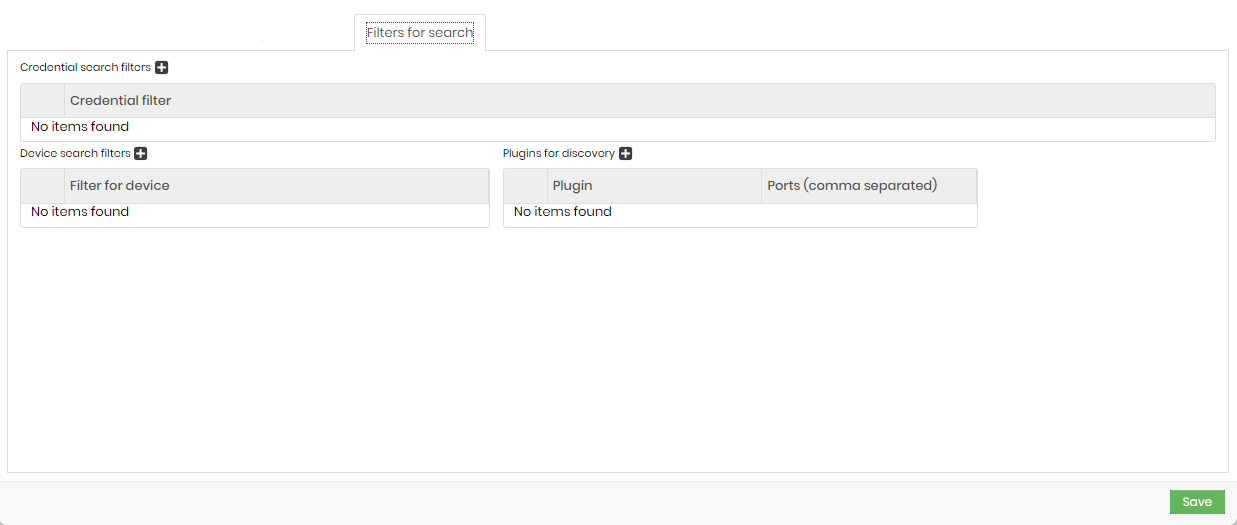 Filters for search
Credential search filters
Credential filter
No items found
Device search filters
Plugins for discovery
Filter for device
Plugin
Ports (comma separated)
No items found
No items found
Save